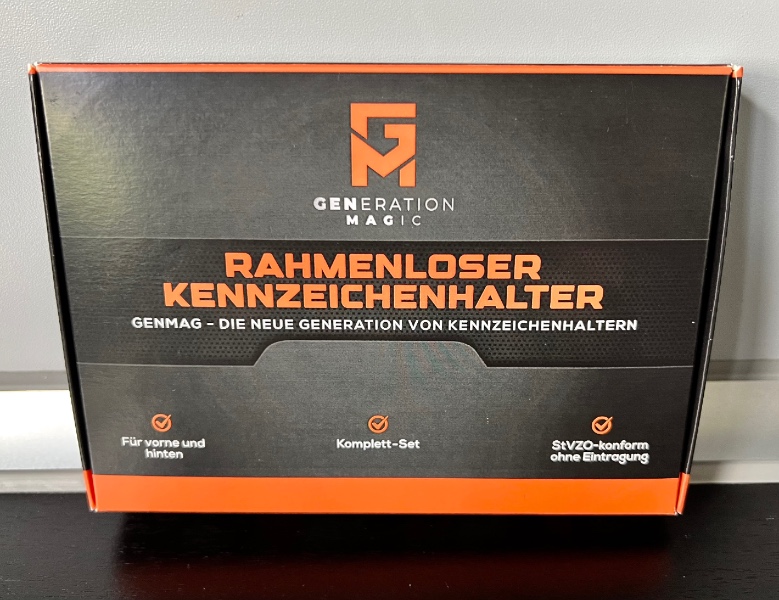 GM
GENERATION
MAGIC
RAHMENLOSER
KENNZEICHENHALTER
GENMAG – DIE NEUE GENERATION VON KENNZEICHENHALTERN
Für vorne und
hinten
Komplett-Set
StVZO-konform
ohne Eintragung